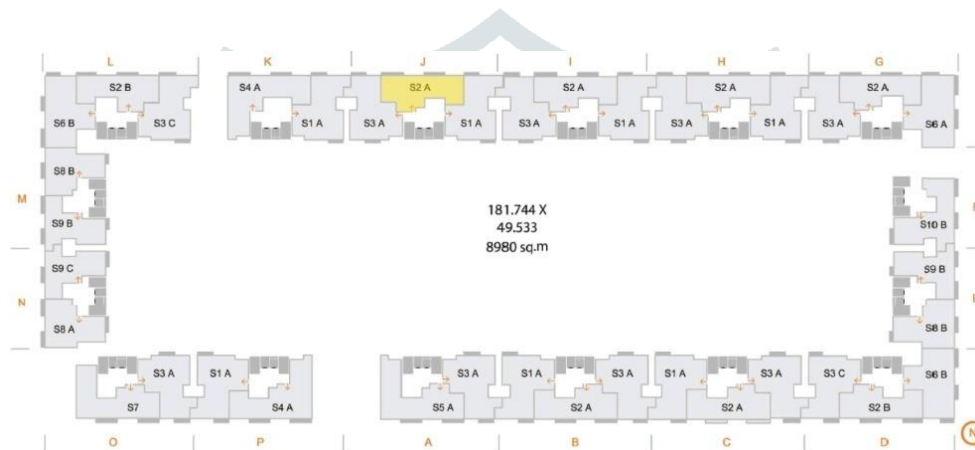 L K J I H G
S2 B S4 A S2 A S2 A S2 A S2 A
S6 B S3 C S1 A S3 A S1 A S3 A S1 A S3 A S1 A S3 A S6 A
S8 B
M
S9 B S10 B
181.744 X
49.533
8980 sq.m
S9 C S9 B
N
S8 A S8 B
S3 A S1 A S3 A S1 A S3 A S1 A S3 A S3 C S6 B
S7 S4 A S5 A S2 A S2 A S2 B
O P A B C D
N